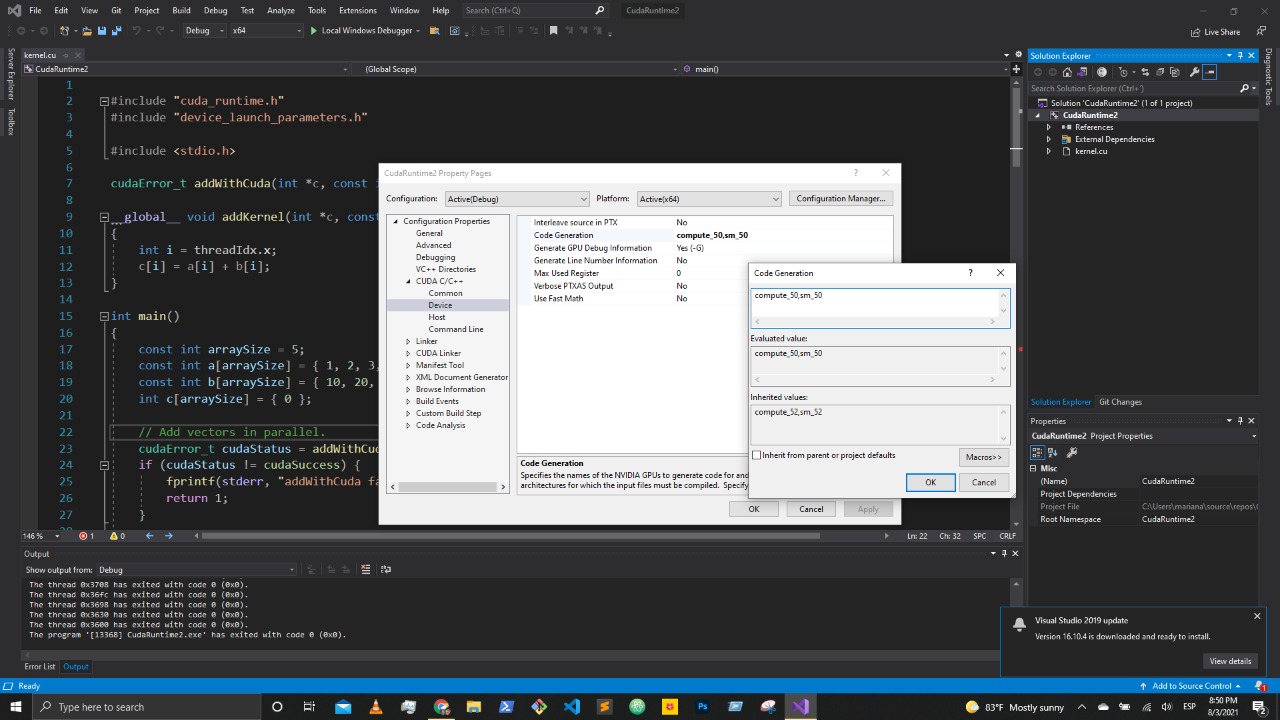 File Edit View Git Project Build Debug Test Analyze Tools Extensions Window Help Search (Ctrl+Q) CudaRuntime2
Debug x64 Local Windows Debugger Live Share
Server Explorer
Toolbox
kernel.cu
CudaRuntime2 (Global Scope) main()
1
2 #include "cuda_runtime.h"
3 #include "device_launch_parameters.h"
4
5 #include <stdio.h>
6
7 cudaError_t addWithCuda(int *c, const i
8
9 __global__ void addKernel(int *c, cons
10 {
11 int i = threadIdx.x;
12 c[i] = a[i] + b[i];
13 }
14
15 int main()
16 {
17 const int arraySize = 5;
18 const int a[arraySize] = { 1, 2, 3,
19 const int b[arraySize] = { 10, 20,
20 int c[arraySize] = { 0 };
21
22 // Add vectors in parallel.
23 cudaError_t cudaStatus = addWithCud
24 if (cudaStatus != cudaSuccess) {
25 fprintf(stderr, "addWithCuda fa
26 return 1;
27 }
28
146 % 1 0 Ln: 22 Ch: 32 SPC CRLF
CudaRuntime2 Property Pages
Configuration: Active(Debug) Platform: Active(x64) Configuration Manager...
Configuration Properties
General
Advanced
Debugging
VC++ Directories
CUDA C/C++
Common
Device
Host
Command Line
Linker
CUDA Linker
Manifest Tool
XML Document Generator
Browse Information
Build Events
Custom Build Step
Code Analysis
Interleave source in PTX No
Code Generation compute_50,sm_50
Generate GPU Debug Information Yes (-G)
Generate Line Number Information No
Max Used Register 0
Verbose PTXAS Output No
Use Fast Math No
Code Generation
Specifies the names of the NVIDIA GPUs to generate code for and
architectures for which the input files must be compiled. Specify
OK Cancel Apply
Code Generation
compute_50,sm_50
Evaluated value:
compute_50,sm_50
Inherited values:
compute_52,sm_52
Inherit from parent or project defaults Macros>>
OK Cancel
Solution Explorer
Search Solution Explorer (Ctrl+')
Solution 'CudaRuntime2' (1 of 1 project)
CudaRuntime2
References
External Dependencies
kernel.cu
Solution Explorer Git Changes
Diagnostic Tools
Properties
CudaRuntime2 Project Properties
Misc
(Name) CudaRuntime2
Project Dependencies
Project File C:\Users\mariana\source\repos\C
Root Namespace CudaRuntime2
Output
Show output from: Debug
The thread 0x3708 has exited with code 0 (0x0).
The thread 0x36fc has exited with code 0 (0x0).
The thread 0x3698 has exited with code 0 (0x0).
The thread 0x3630 has exited with code 0 (0x0).
The thread 0x3600 has exited with code 0 (0x0).
The program '[13368] CudaRuntime2.exe' has exited with code 0 (0x0).
Error List Output
Visual Studio 2019 update
Version 16.10.4 is downloaded and ready to install.
View details
Ready Add to Source Control 1
Type here to search 83°F Mostly sunny ESP 8:50 PM
8/3/2021 2